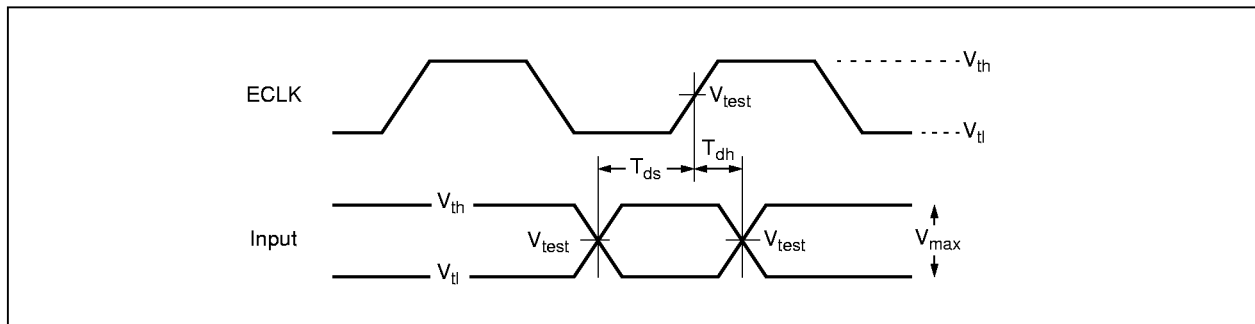 V_th
ECLK
V_test
V_tl
T_dh
T_ds
V_th
Input
V_test
V_test
V_max
V_tl